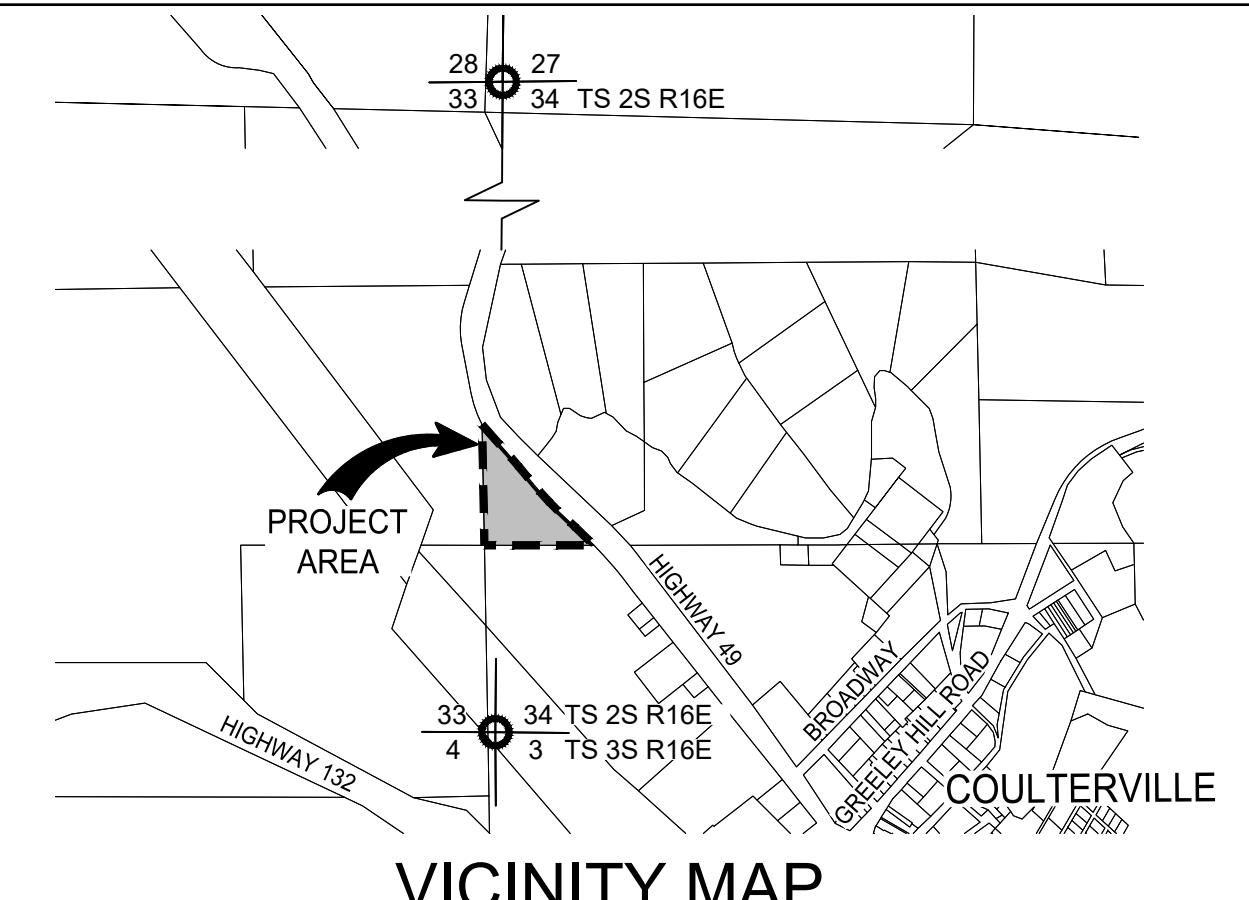 28 27
33 34 TS 2S R16E
PROJECT
AREA
HIGHWAY 49
BROADWAY
GREELEY HILL ROAD
33 34 TS 2S R16E
4 3 TS 3S R16E
HIGHWAY 132
COULTERVILLE
VICINITY MAP